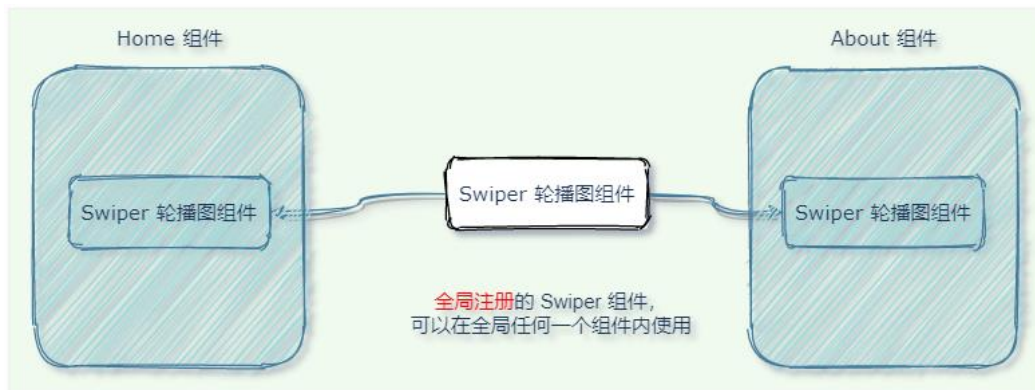 Home 组件
About 组件
Swiper 轮播图组件
Swiper 轮播图组件
Swiper 轮播图组件
全局注册的 Swiper 组件，
可以在全局任何一个组件内使用